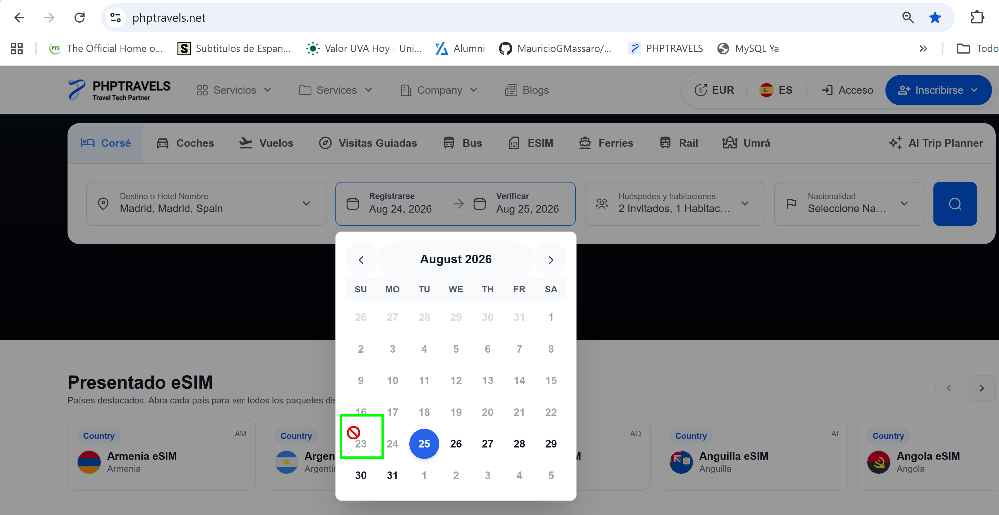 phptravels.net
YTS The Official Home o... S Subtitulos de Espan... Valor UVA Hoy - Uni... Alumni MauricioGMassaro/... PHPTRAVELS MySQL Ya Todo
PHPTRAVELS
Travel Tech Partner
Servicios Services Company Blogs $ EUR ES Acceso Inscribirse
Corsé Coches Vuelos Visitas Guiadas Bus ESIM Ferries Rail Umrá AI Trip Planner
Destino o Hotel Nombre Registrarse Verificar Huéspedes y habitaciones Nacionalidad
Madrid, Madrid, Spain Aug 24, 2026 Aug 25, 2026 2 Invitados, 1 Habitac... Seleccione Na...
August 2026
SU MO TU WE TH FR SA
26 27 28 29 30 31 1
2 3 4 5 6 7 8
9 10 11 12 13 14 15
16 17 18 19 20 21 22
23 24 25 26 27 28 29
30 31 1 2 3 4 5
Presentado eSIM
Países destacados. Abra cada país para ver todos los paquetes dis
Country AM Country AQ Country AI Country
Armenia eSIM Argen M Anguilla eSIM Angola eSIM
Armenia Argentin Anguilla Angola